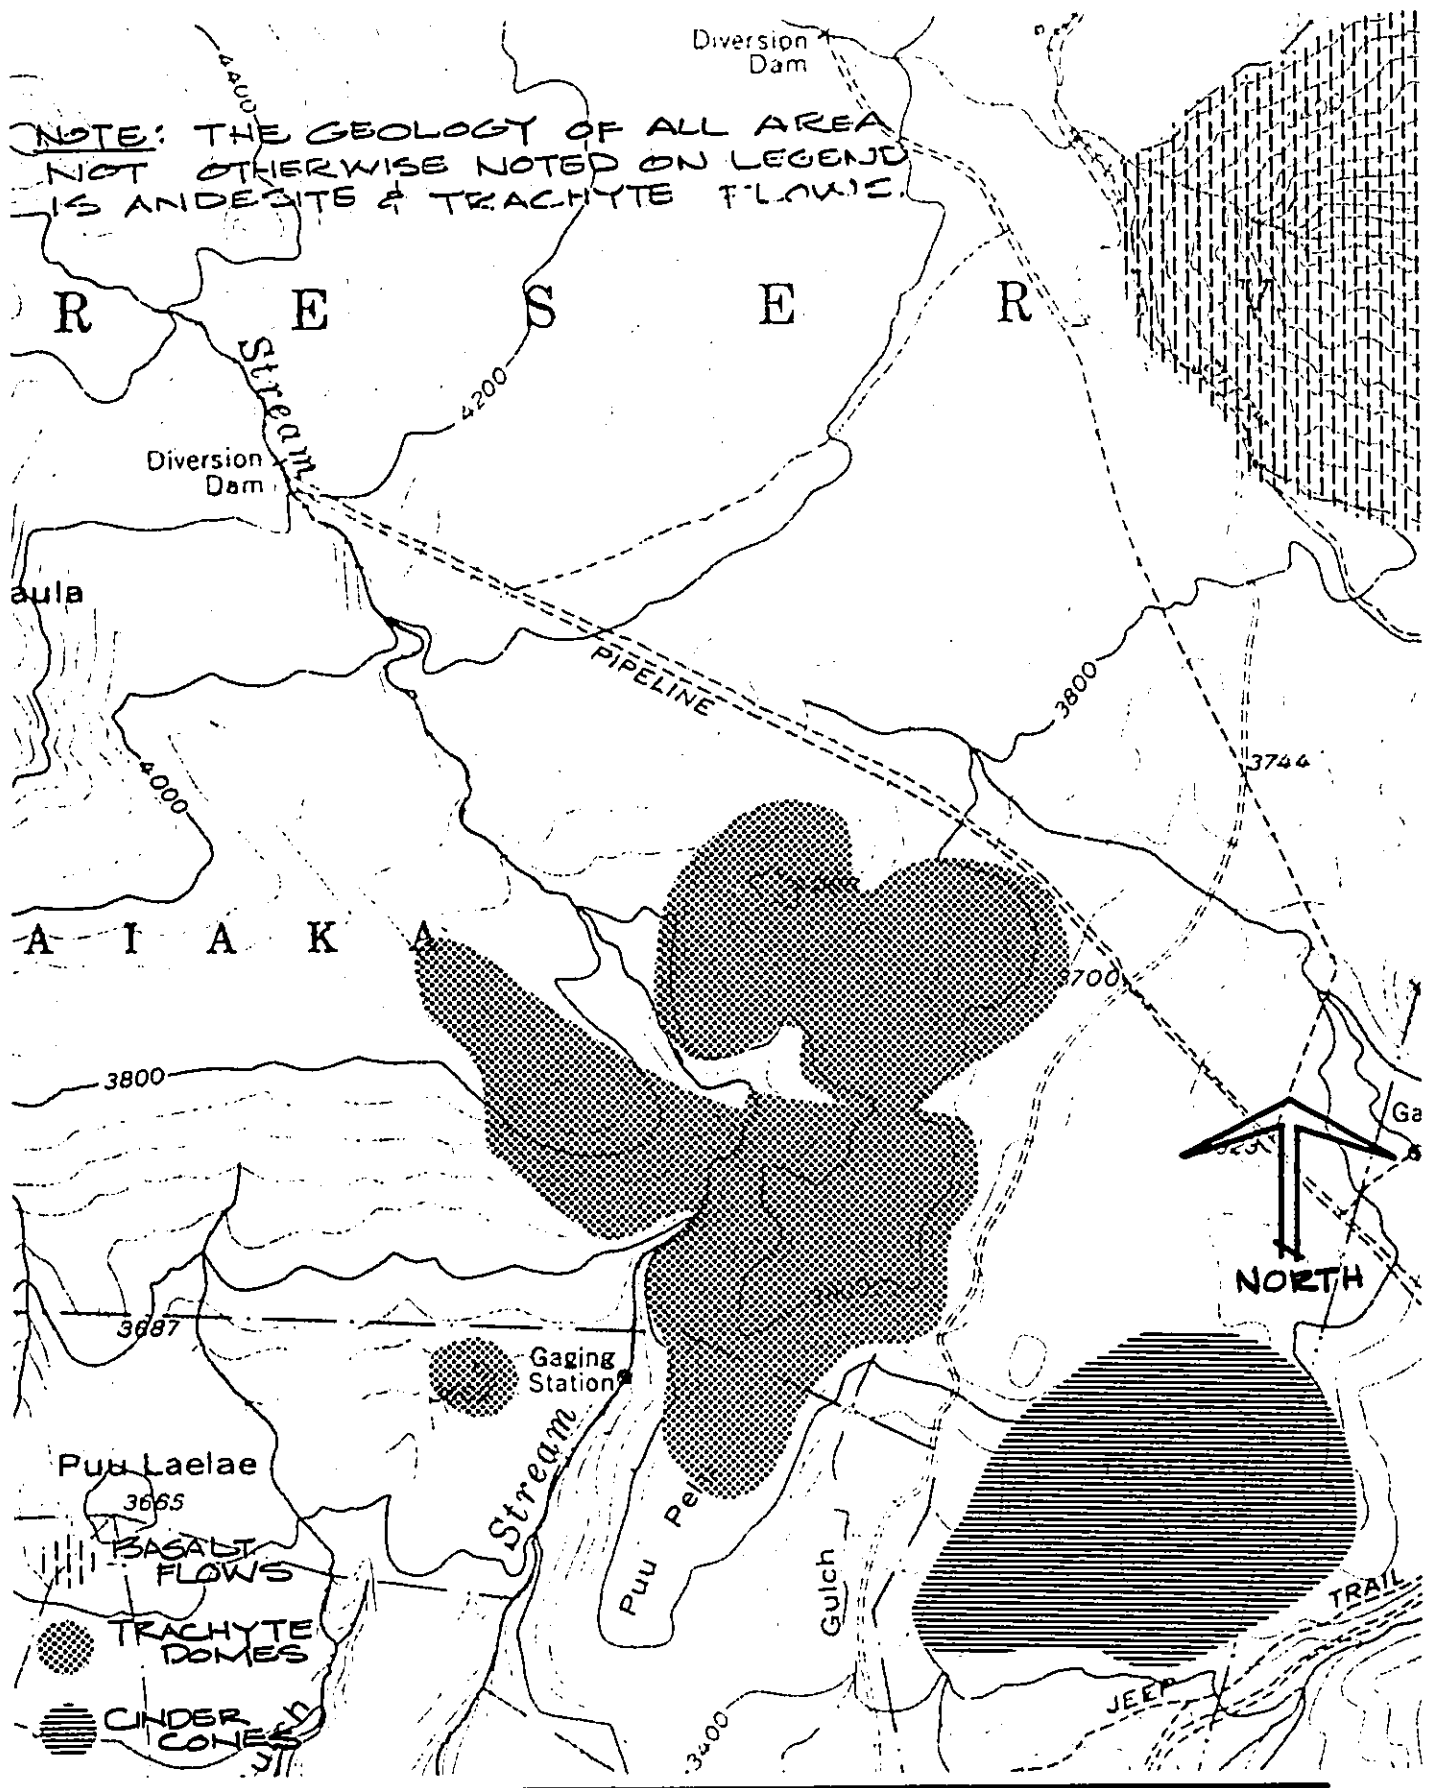 Diversion
Dam
4400
NOTE: THE GEOLOGY OF ALL AREA
NOT OTHERWISE NOTED ON LEGEND
IS ANDESITE & TRACHYTE FLOWS.
R E S E R V
Stream
4200
Diversion
Dam
aula
PIPELINE
3800
3744
4000
A I A K A
3700
3800
Ga
NORTH
3687
Gaging
Station
Stream
Puu Laelae
3665
Puu Pel
Gulch
BASALT
FLOWS
TRACHYTE
DOMES
CINDER
CONES
TRAIL
JEEP
3400